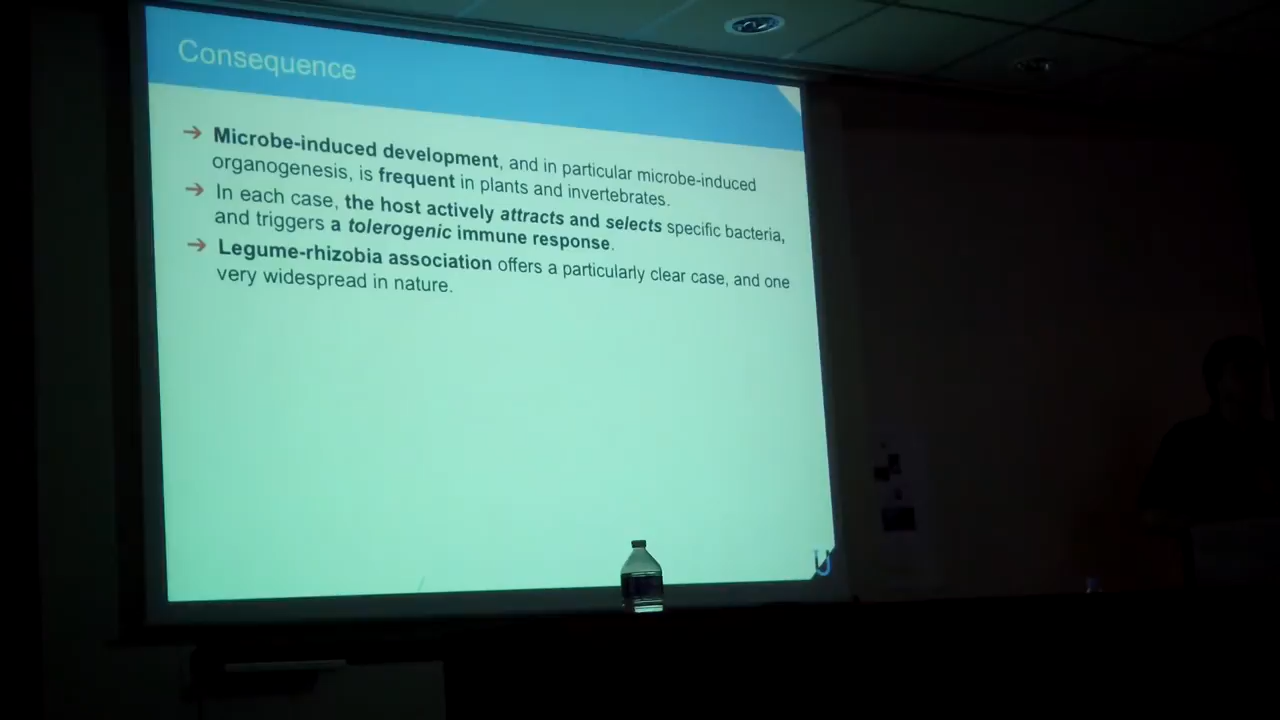 Consequence
→ Microbe-induced development, and in particular microbe-induced
organogenesis, is frequent in plants and invertebrates.
→ In each case, the host actively attracts and selects specific bacteria,
and triggers a tolerogenic immune response.
→ Legume-rhizobia association offers a particularly clear case, and one
very widespread in nature.
U